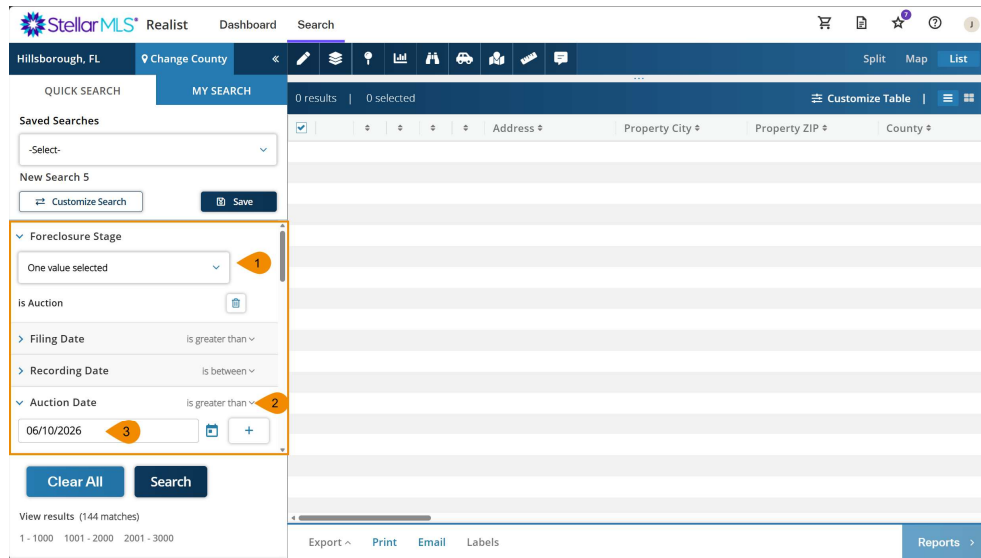 StellarMLS Realist Dashboard Search 7 ? J
Hillsborough, FL Change County « Split Map List
QUICK SEARCH MY SEARCH
0 results | 0 selected Customize Table |
Saved Searches
Address Property City Property ZIP County
-Select-
New Search 5
Customize Search Save
Foreclosure Stage
One value selected 1
is Auction
Filing Date is greater than
Recording Date is between
Auction Date is greater than 2
06/10/2026 3 +
Clear All Search
View results (144 matches)
1 - 1000 1001 - 2000 2001 - 3000
Export Print Email Labels Reports